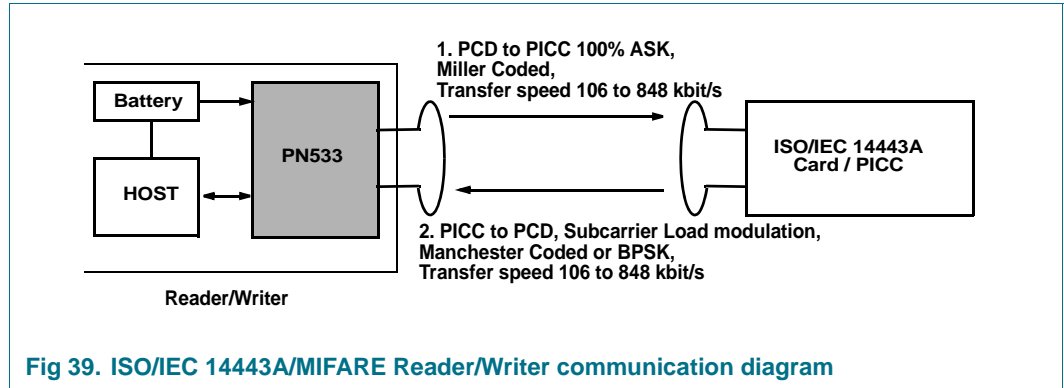 1. PCD to PICC 100% ASK,
Miller Coded,
Transfer speed 106 to 848 kbit/s
Battery
PN533
HOST
ISO/IEC 14443A
Card / PICC
2. PICC to PCD, Subcarrier Load modulation,
Manchester Coded or BPSK,
Transfer speed 106 to 848 kbit/s
Reader/Writer
Fig 39. ISO/IEC 14443A/MIFARE Reader/Writer communication diagram